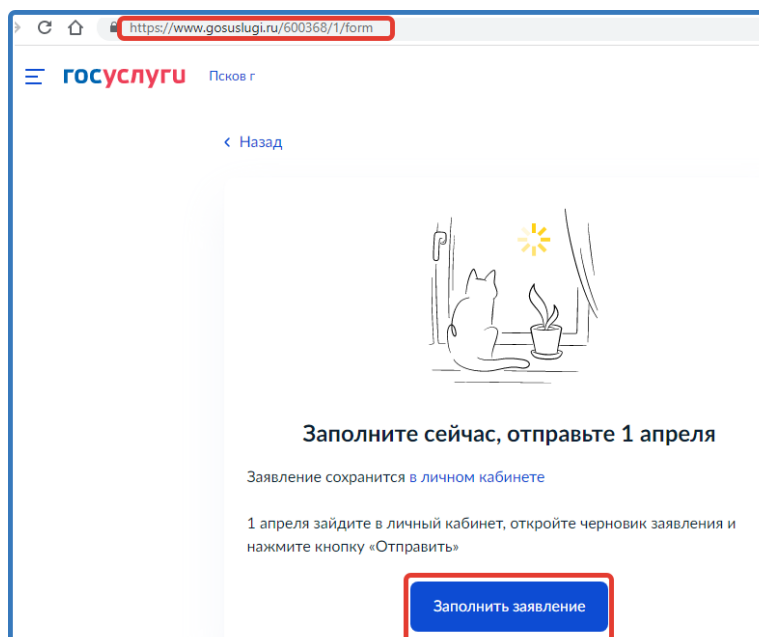 https://www.gosuslugi.ru/600368/1/form
госуслуги Псков г
Назад
Заполните сейчас, отправьте 1 апреля
Заявление сохранится в личном кабинете
1 апреля зайдите в личный кабинет, откройте черновик заявления и
нажмите кнопку «Отправить»
Заполнить заявление